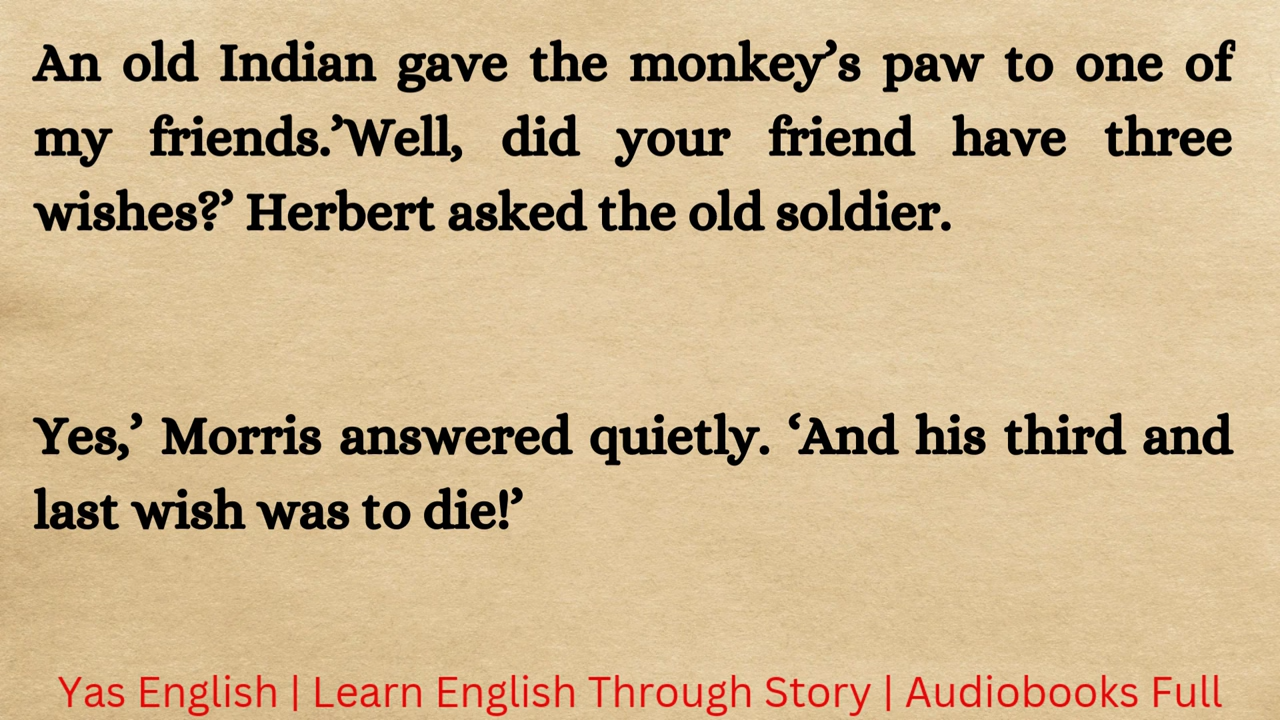 An old Indian gave the monkey’s paw to one of
my friends.’Well, did your friend have three
wishes?’ Herbert asked the old soldier.
Yes,’ Morris answered quietly. ‘And his third and
last wish was to die!’
Yas English | Learn English Through Story | Audiobooks Full